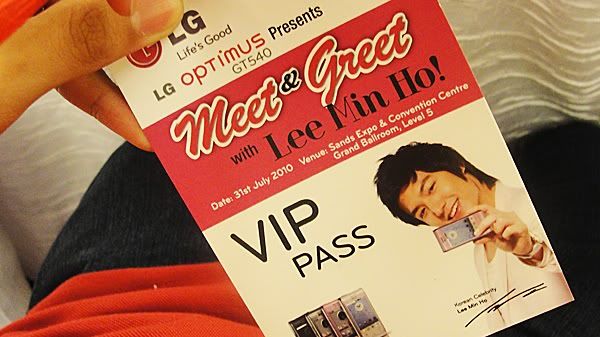 LG
Life's Good
LG OPTIMUS Presents
GT540
Meet & Greet
with Lee Min Ho!
Date: 31st July 2010 Venue: Sands Expo & Convention Centre
Grand Ballroom, Level 5
VIP
PASS
Korean Celebrity
Lee Min Ho